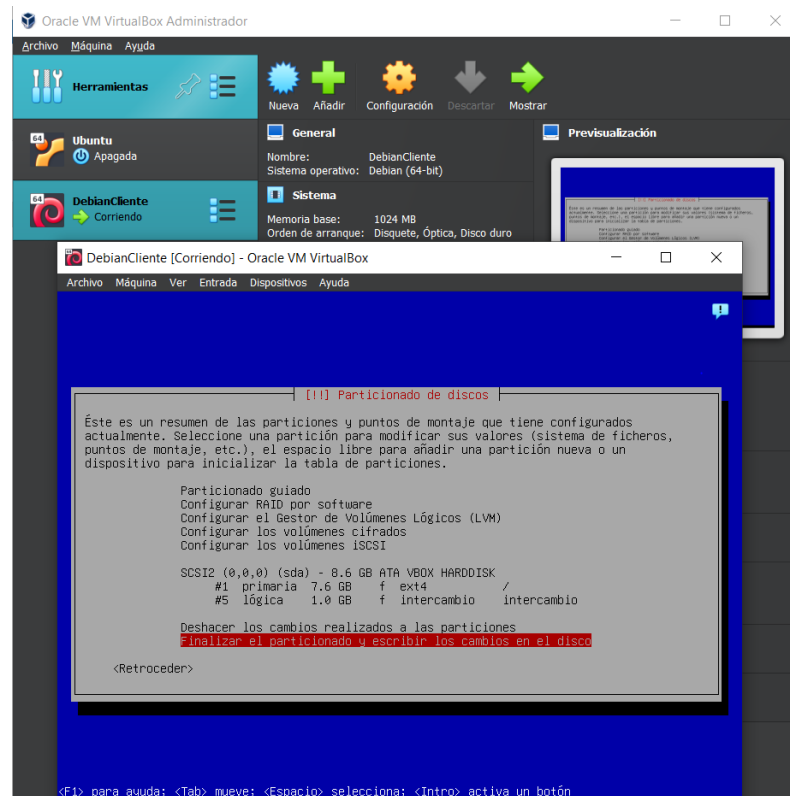 Oracle VM VirtualBox Administrador
Archivo Máquina Ayuda
Herramientas
Nueva Añadir Configuración Descartar Mostrar
64
Ubuntu
Apagada
64
DebianCliente
Corriendo
General
Nombre: DebianCliente
Sistema operativo: Debian (64-bit)
Sistema
Memoria base: 1024 MB
Orden de arranque: Disquete, Óptica, Disco duro
Previsualización
DebianCliente [Corriendo] - Oracle VM VirtualBox
Archivo Máquina Ver Entrada Dispositivos Ayuda
[!!] Particionado de discos
Éste es un resumen de las particiones y puntos de montaje que tiene configurados
actualmente. Seleccione una partición para modificar sus valores (sistema de ficheros,
puntos de montaje, etc.), el espacio libre para añadir una partición nueva o un
dispositivo para inicializar la tabla de particiones.
Particionado guiado
Configurar RAID por software
Configurar el Gestor de Volúmenes Lógicos (LVM)
Configurar los volúmenes cifrados
Configurar los volúmenes iSCSI
SCSI2 (0,0,0) (sda) - 8.6 GB ATA VBOX HARDDISK
#1 primaria 7.6 GB f ext4 /
#5 lógica 1.0 GB f intercambio intercambio
Deshacer los cambios realizados a las particiones
Finalizar el particionado y escribir los cambios en el disco
<Retroceder>
<F1> para ayuda; <Tab> mueve; <Espacio> selecciona; <Intro> activa un botón